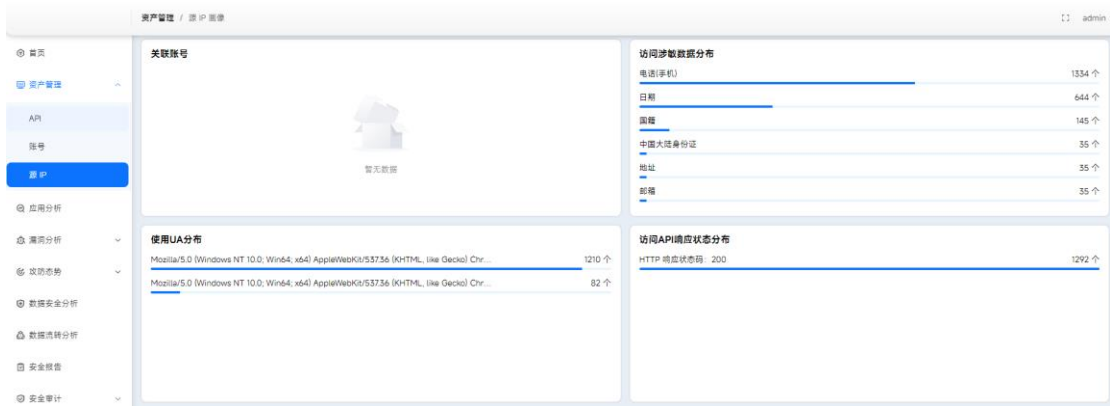 资产管理 / 源 IP 画像
admin
首页
资产管理
API
账号
源 IP
应用分析
漏洞分析
攻防态势
数据安全分析
数据流转分析
安全报告
安全审计
关联账号
暂无数据
访问涉敏数据分布
电话(手机) 1334 个
日期 644 个
国籍 145 个
中国大陆身份证 35 个
地址 35 个
邮箱 35 个
使用UA分布
Mozilla/5.0 (Windows NT 10.0; Win64; x64) AppleWebKit/537.36 (KHTML, like Gecko) Chr... 1210 个
Mozilla/5.0 (Windows NT 10.0; Win64; x64) AppleWebKit/537.36 (KHTML, like Gecko) Chr... 82 个
访问API响应状态分布
HTTP 响应状态码: 200 1292 个